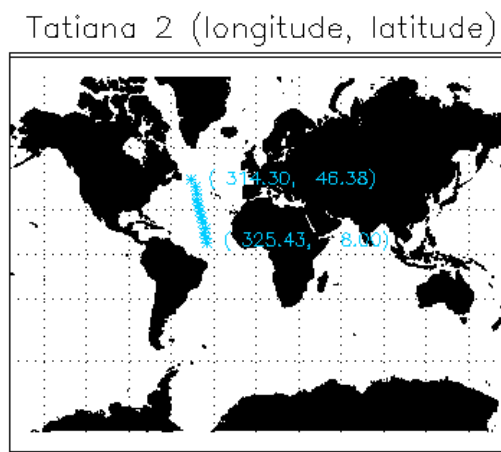 Tatiana 2 (longitude, latitude)
( 314.30, 46.38)
( 325.43, 8.00)